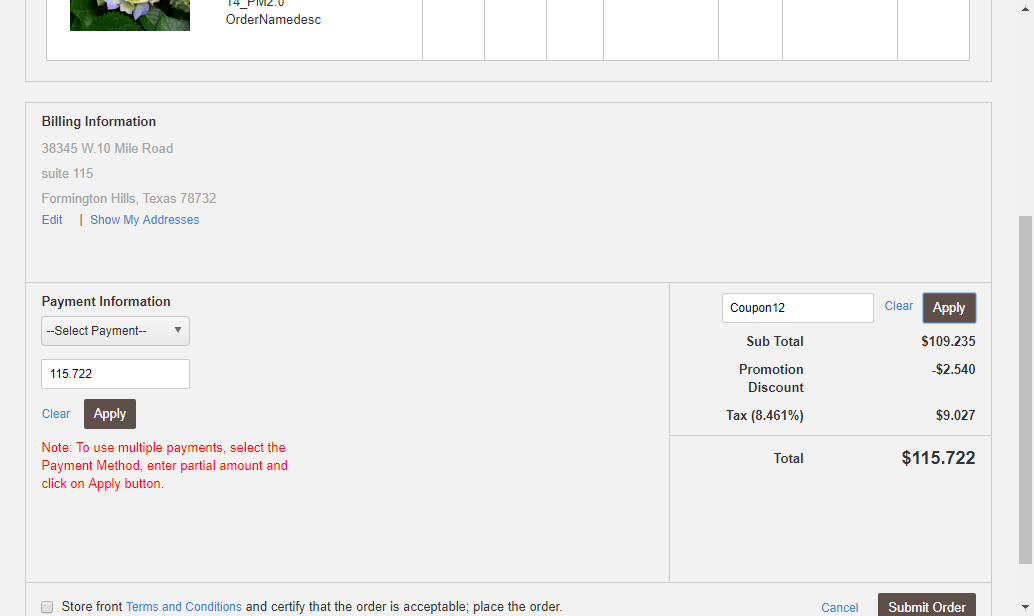 14_PM2.0
OrderNamedesc
Billing Information
38345 W.10 Mile Road
suite 115
Formington Hills, Texas 78732
Edit | Show My Addresses
Payment Information
--Select Payment--
115.722
Clear Apply
Note: To use multiple payments, select the
Payment Method, enter partial amount and
click on Apply button.
Coupon12 Clear Apply
Sub Total $109.235
Promotion
Discount -$2.540
Tax (8.461%) $9.027
Total $115.722
Store front Terms and Conditions and certify that the order is acceptable; place the order.
Cancel Submit Order